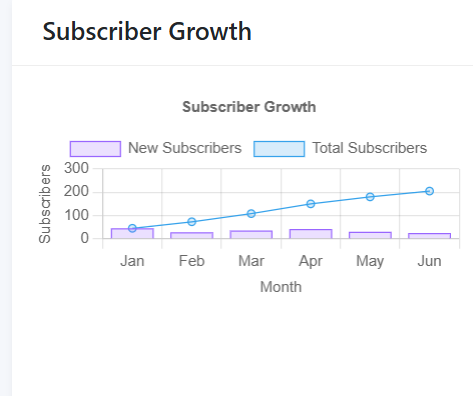 Subscriber Growth
Subscriber Growth
New Subscribers Total Subscribers
Subscribers
300
200
100
0
Jan Feb Mar Apr May Jun
Month